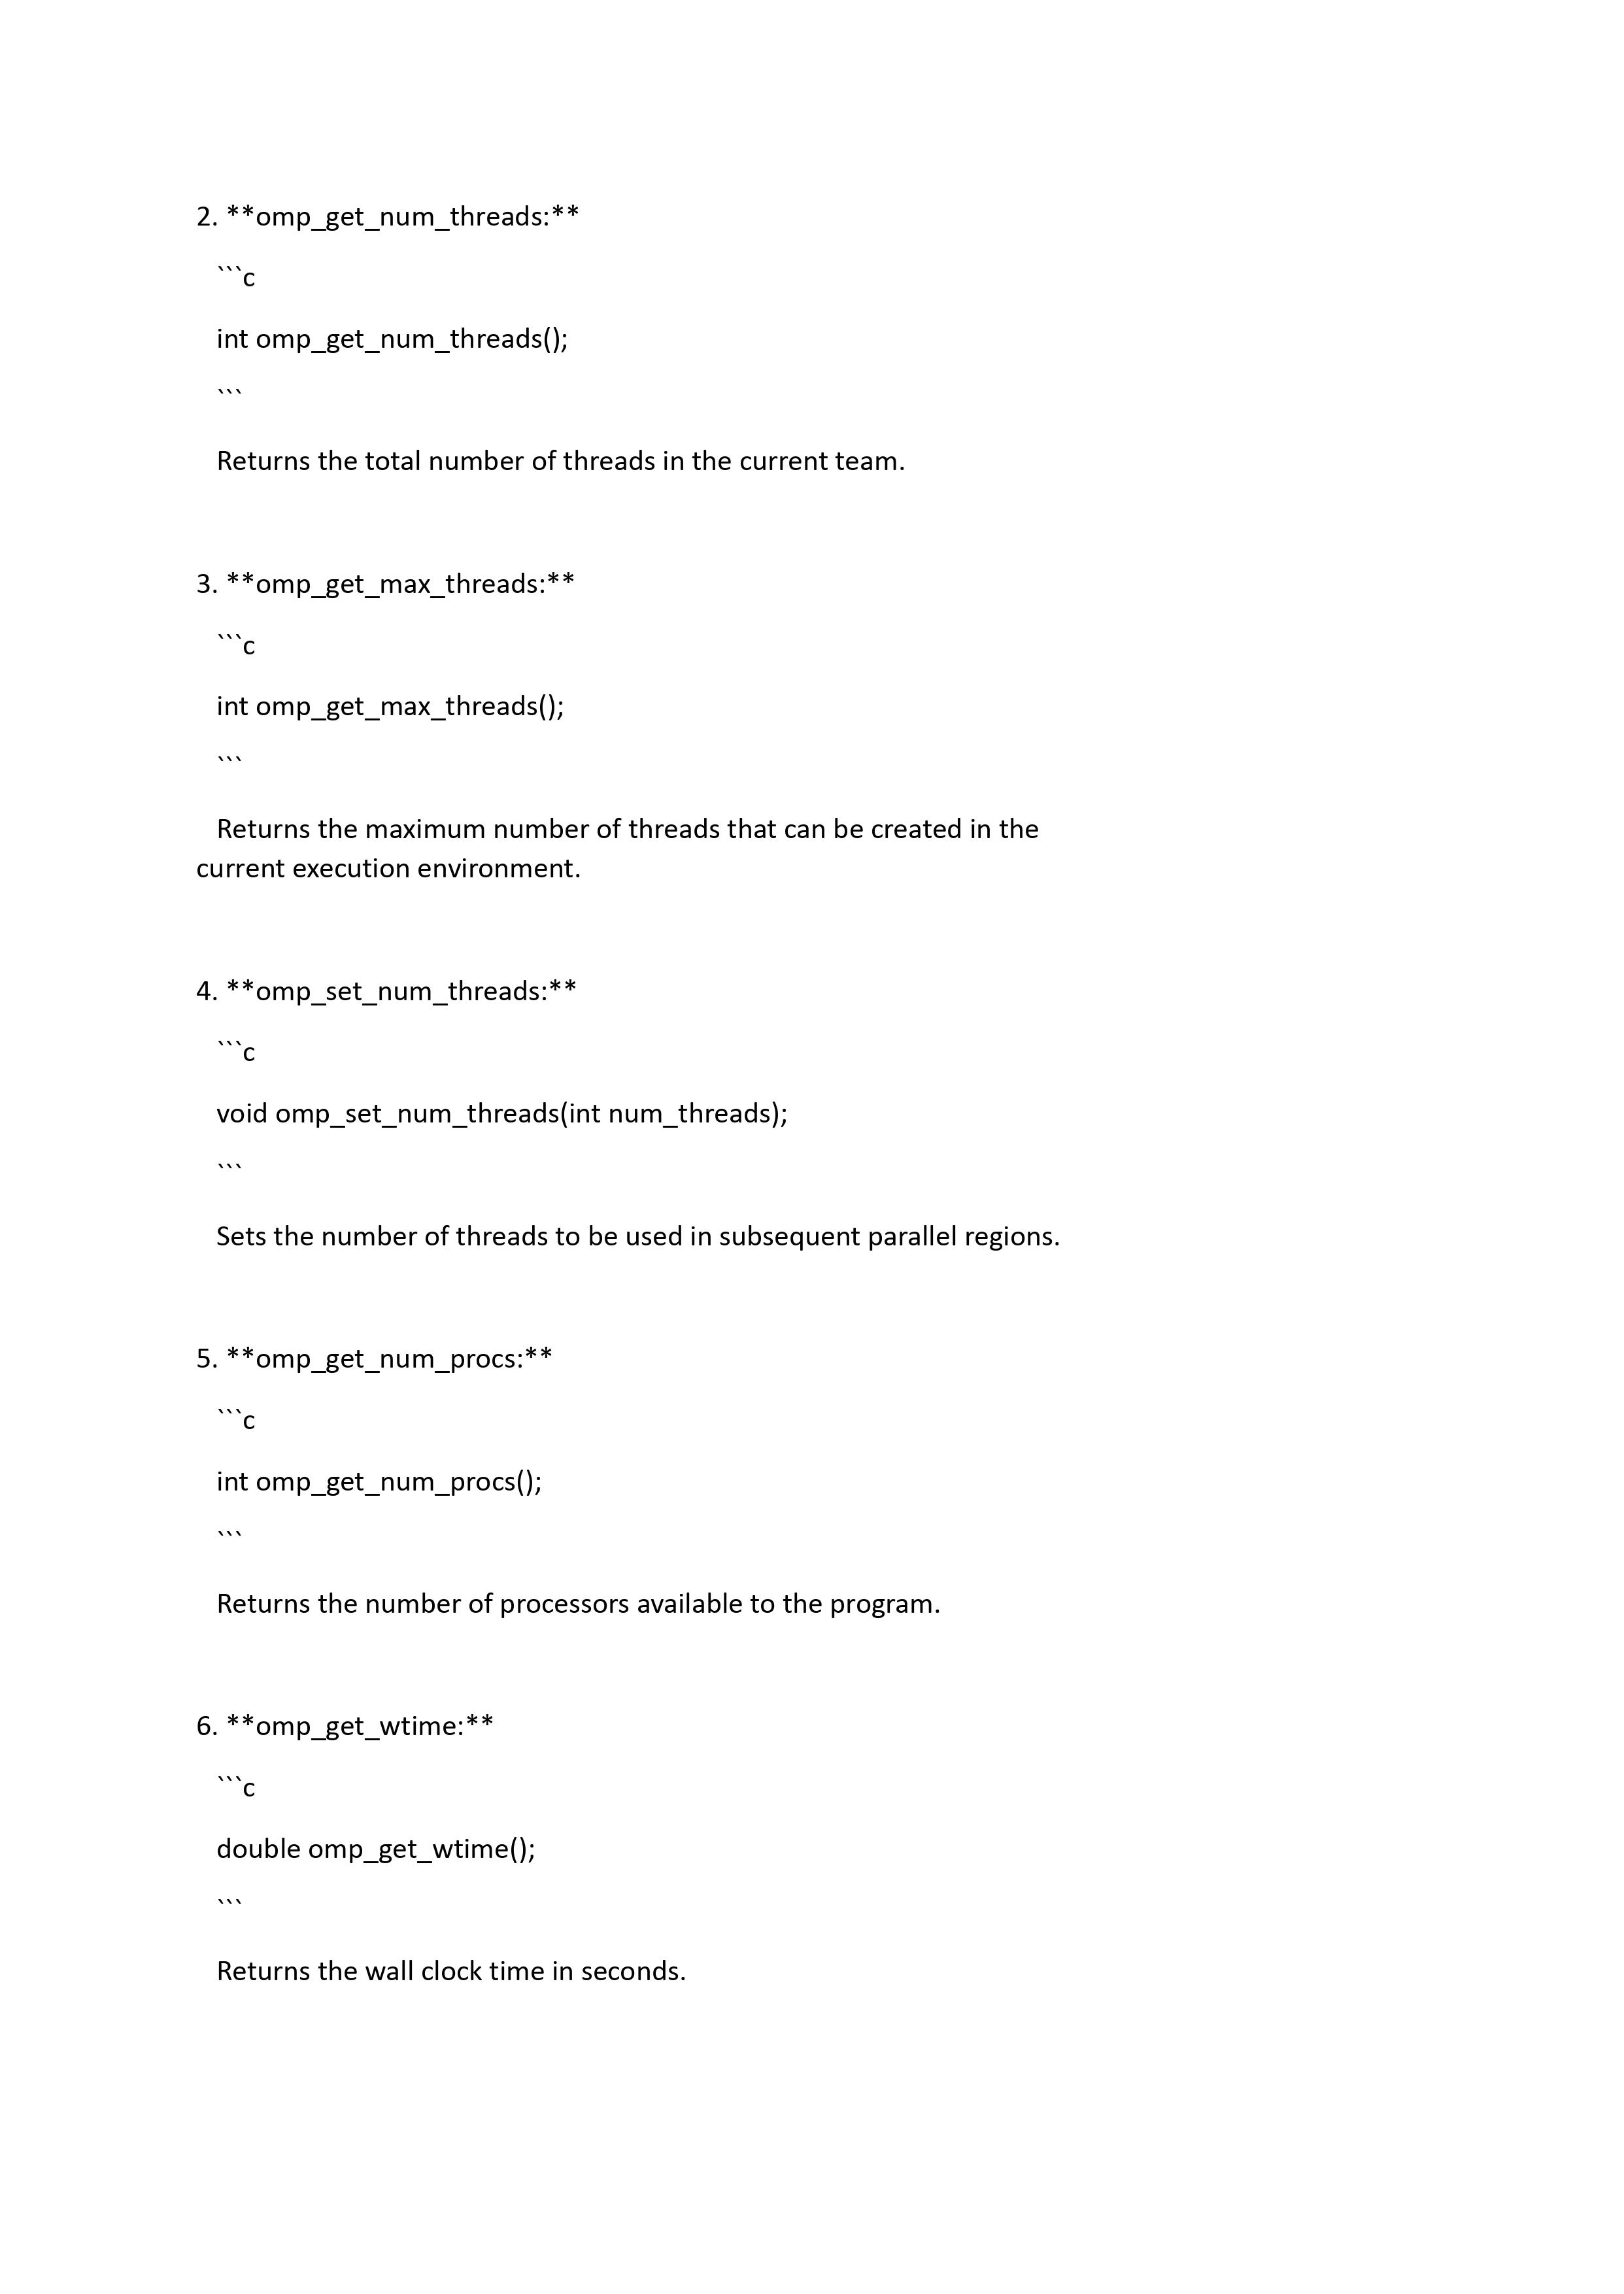 2. **omp_get_num_threads:**
```c
int omp_get_num_threads();
```
Returns the total number of threads in the current team.
3. **omp_get_max_threads:**
```c
int omp_get_max_threads();
```
Returns the maximum number of threads that can be created in the
current execution environment.
4. **omp_set_num_threads:**
```c
void omp_set_num_threads(int num_threads);
```
Sets the number of threads to be used in subsequent parallel regions.
5. **omp_get_num_procs:**
```c
int omp_get_num_procs();
```
Returns the number of processors available to the program.
6. **omp_get_wtime:**
```c
double omp_get_wtime();
```
Returns the wall clock time in seconds.